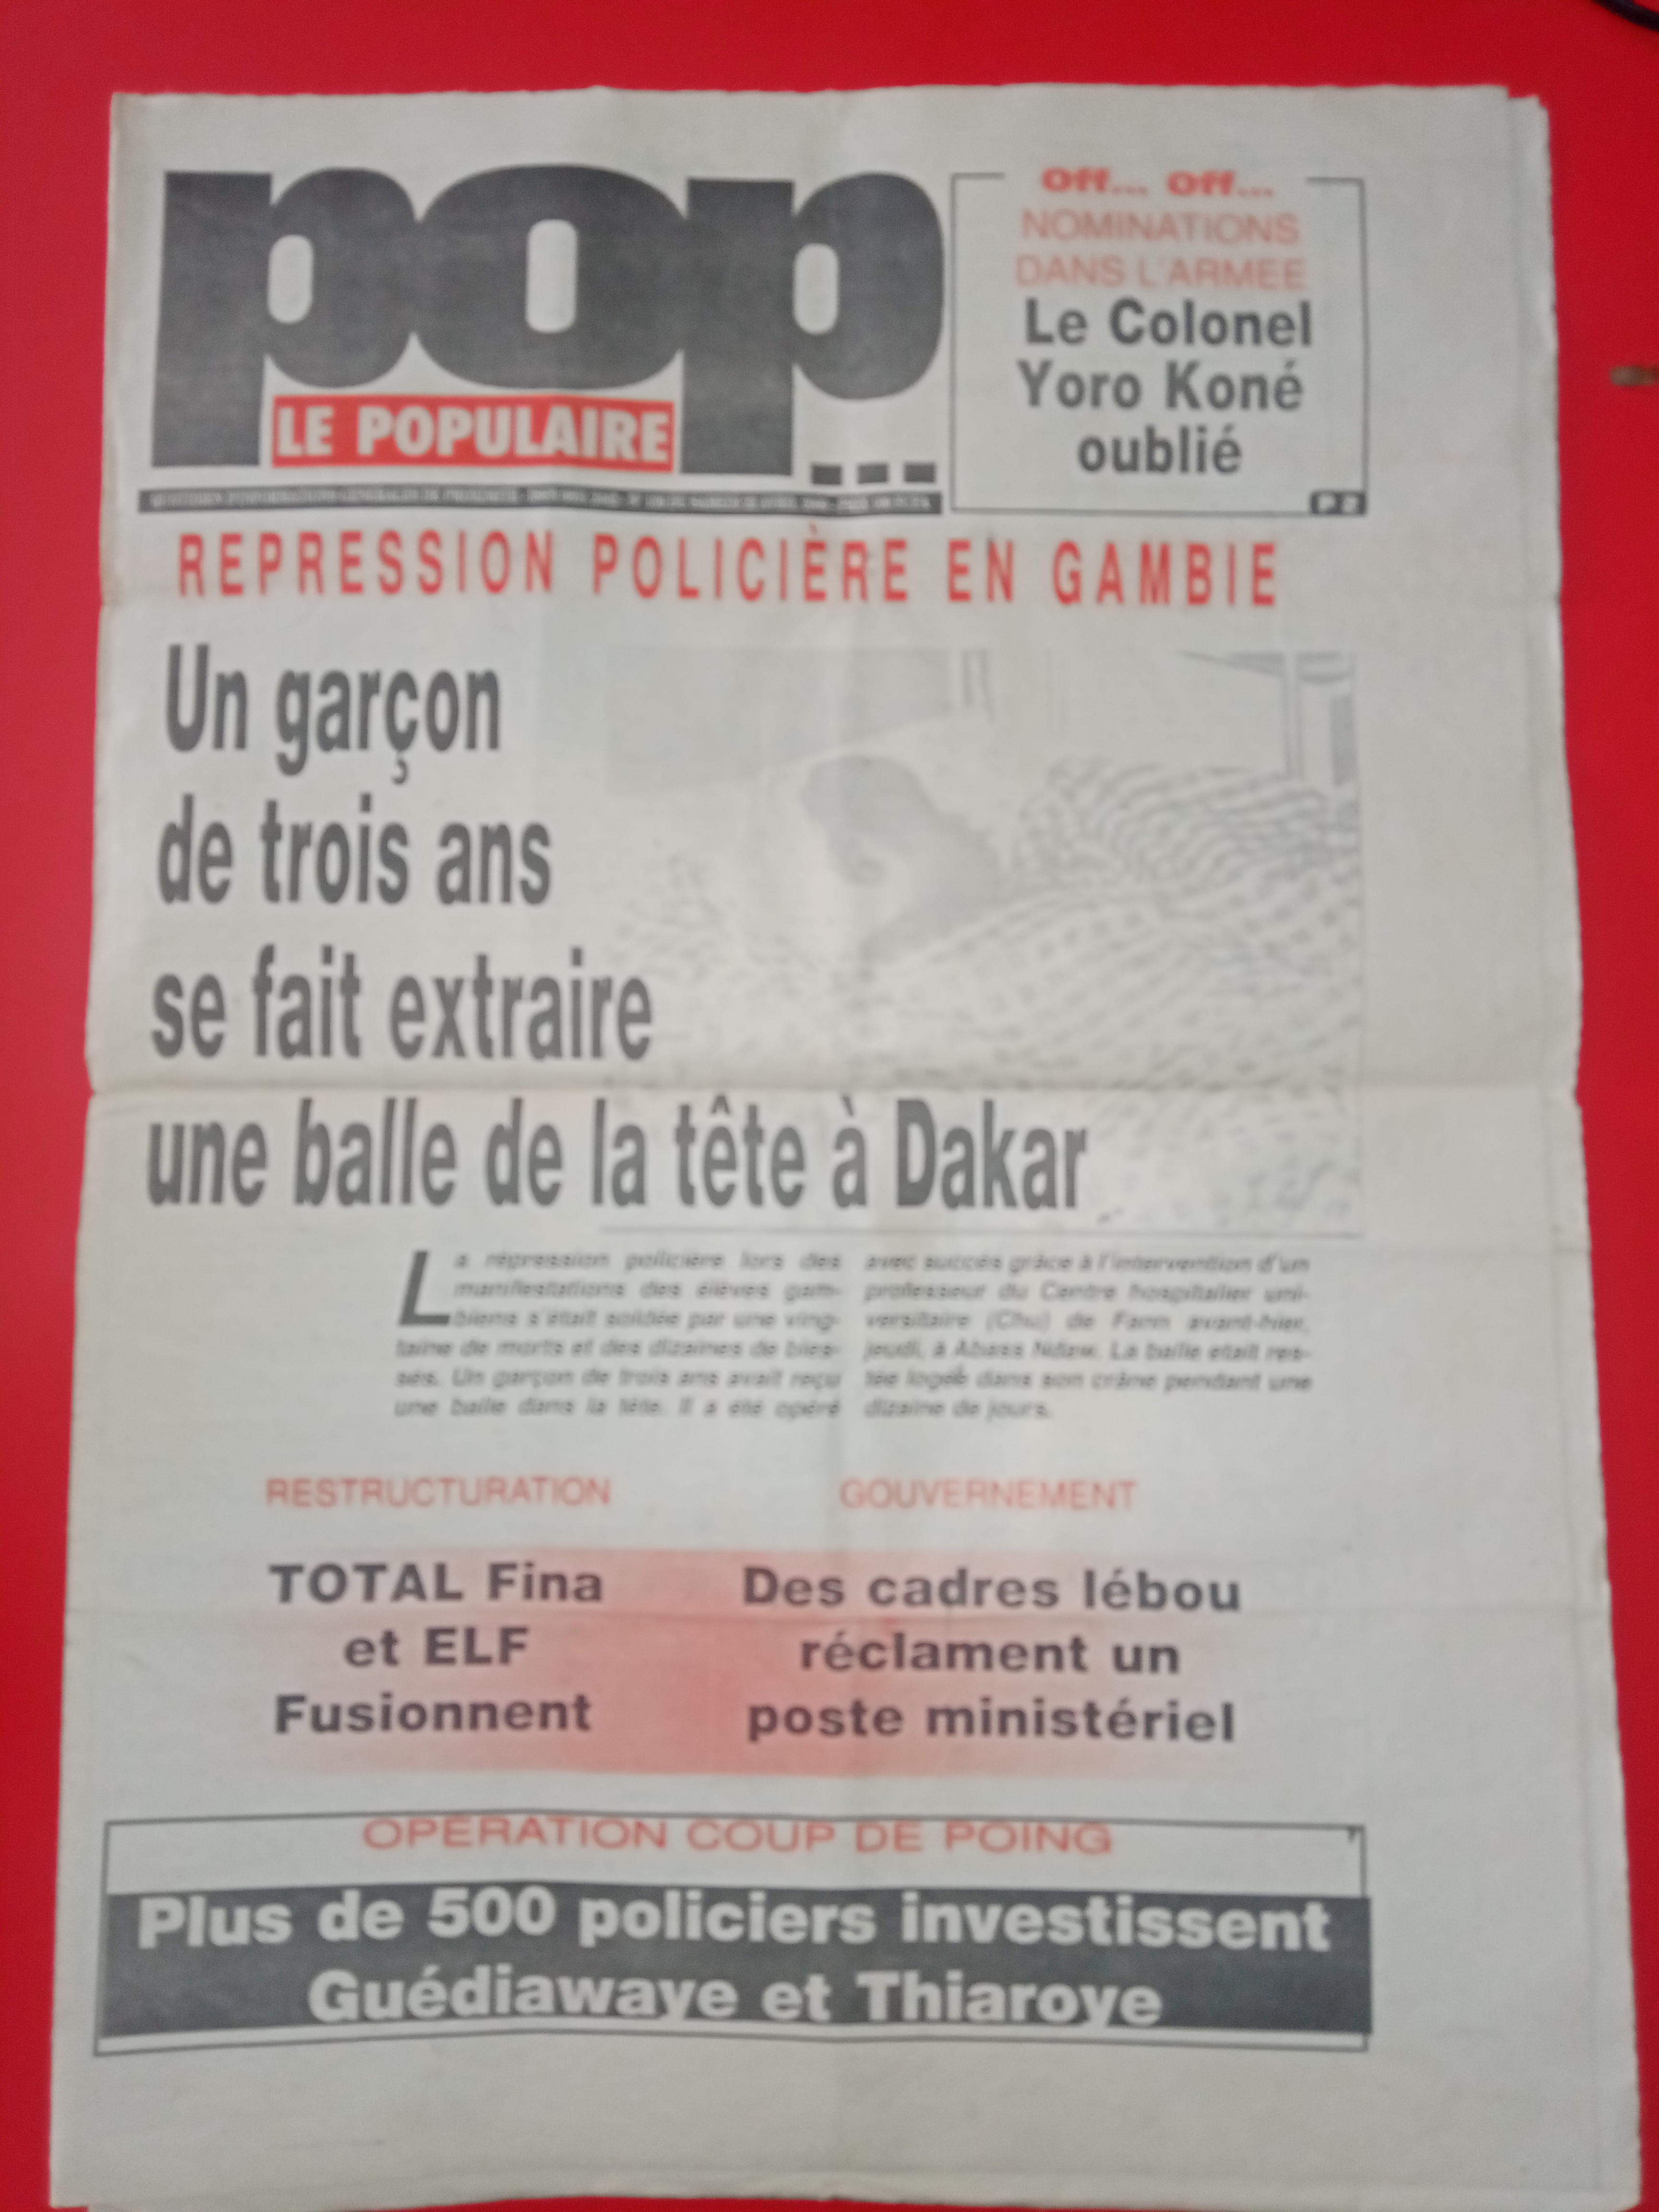 pop...
LE POPULAIRE
Off... Off...
NOMINATIONS
DANS L'ARMEE
Le Colonel
Yoro Koné
oublié
P 2
REPRESSION POLICIÈRE EN GAMBIE
Un garçon
de trois ans
se fait extraire
une balle de la tête à Dakar
La répression policière lors des
manifestations des élèves gam-
biens s'était soldée par une ving-
taine de morts et des dizaines de bles-
sés. Un garçon de trois ans avait reçu
une balle dans la tête. Il a été opéré
avec succès grâce à l'intervention d'un
professeur du Centre hospitalier uni-
versitaire (Chu) de Fann avant-hier,
jeudi, à Abass Ndaw. La balle etait res-
tée logée dans son crâne pendant une
dizaine de jours.
RESTRUCTURATION
TOTAL Fina
et ELF
Fusionnent
GOUVERNEMENT
Des cadres lébou
réclament un
poste ministériel
OPERATION COUP DE POING
Plus de 500 policiers investissent
Guédiawaye et Thiaroye